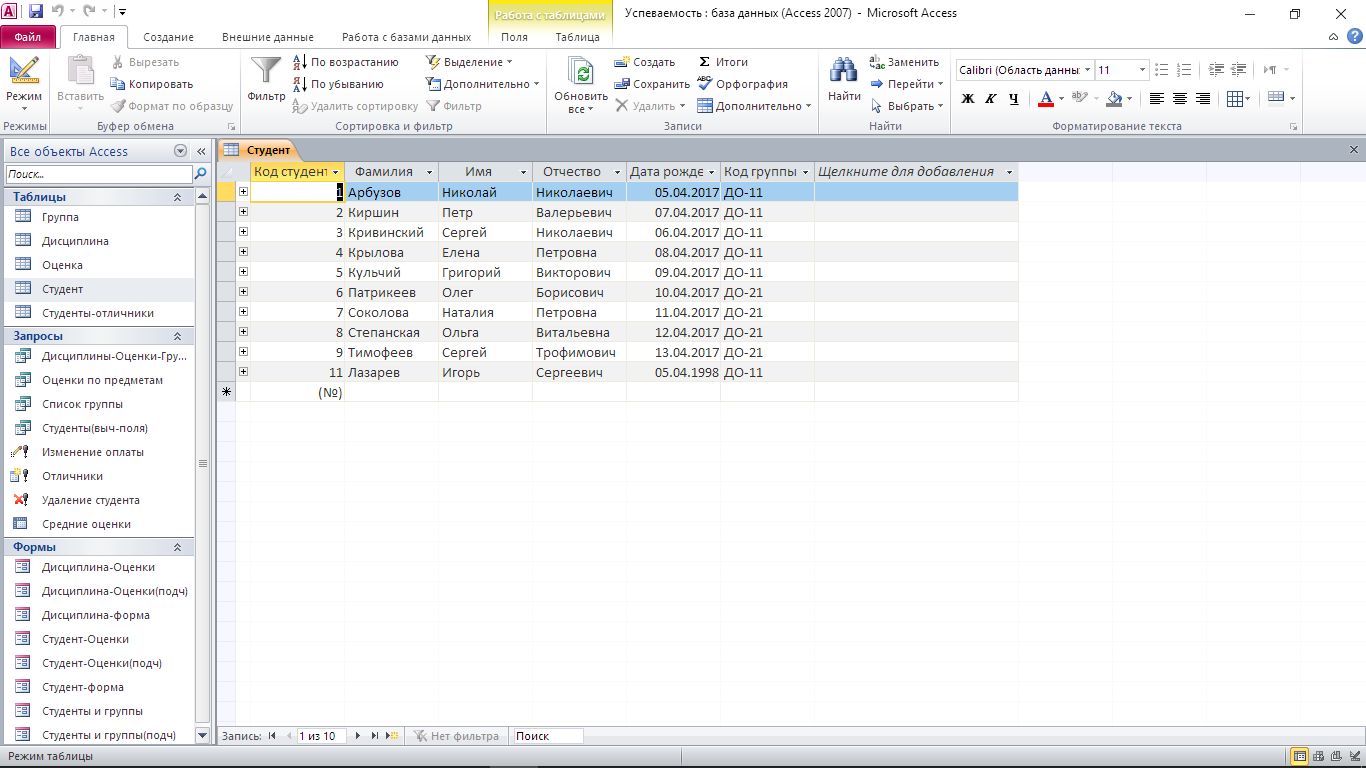 Работа с таблицами
Успеваемость : база данных (Access 2007) - Microsoft Access
Файл Главная Создание Внешние данные Работа с базами данных Поля Таблица
Режим
Режимы
Вставить
Вырезать
Копировать
Формат по образцу
Буфер обмена
Фильтр
По возрастанию
По убыванию
Удалить сортировку
Выделение
Дополнительно
Фильтр
Сортировка и фильтр
Обновить
все
Создать
Сохранить
Удалить
Итоги
Орфография
Дополнительно
Записи
Найти
Заменить
Перейти
Выбрать
Найти
Calibri (Область данны 11
Ж К Ч
Форматирование текста
Все объекты Access
Поиск...
Таблицы
Группа
Дисциплина
Оценка
Студент
Студенты-отличники
Запросы
Дисциплины-Оценки-Гру...
Оценки по предметам
Список группы
Студенты(выч-поля)
Изменение оплаты
Отличники
Удаление студента
Средние оценки
Формы
Дисциплина-Оценки
Дисциплина-Оценки(подч)
Дисциплина-форма
Студент-Оценки
Студент-Оценки(подч)
Студент-форма
Студенты и группы
Студенты и группы(подч)
Студент
Код студент Фамилия Имя Отчество Дата рожде Код группы Щелкните для добавления
1 Арбузов Николай Николаевич 05.04.2017 ДО-11
2 Киршин Петр Валерьевич 07.04.2017 ДО-11
3 Кривинский Сергей Николаевич 06.04.2017 ДО-11
4 Крылова Елена Петровна 08.04.2017 ДО-11
5 Кульчий Григорий Викторович 09.04.2017 ДО-11
6 Патрикеев Олег Борисович 10.04.2017 ДО-21
7 Соколова Наталия Петровна 11.04.2017 ДО-21
8 Степанская Ольга Витальевна 12.04.2017 ДО-21
9 Тимофеев Сергей Трофимович 13.04.2017 ДО-21
11 Лазарев Игорь Сергеевич 05.04.1998 ДО-11
(№)
Запись: 1 из 10 Нет фильтра Поиск
Режим таблицы